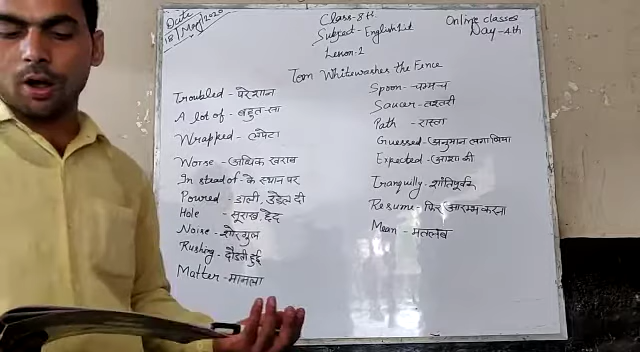 Date
18/May/2020
Class-8th
Subject-English 1st
Lesson-1
Online classes
Day-4th
Tom Whitewashes the Fence
Troubled - परेशान
A lot of - बहुत-सा
Wrapped - लपेटा
Worse - अधिक खराब
In stead of - के स्थान पर
Poured - डाली, उडेल दी
Hole - सूराख, छेद
Noise - शोरगुल
Rushing - दौडती हुई
Matter - मामला
Spoon - चम्मच
Saucer - तश्तरी
Path - रास्ता
Guessed - अनुमान लगा लिया
Expected - आशा की
Tranquilly - शांतिपूर्वक
Resume - फिर आरम्भ करना
Mean - मतलब